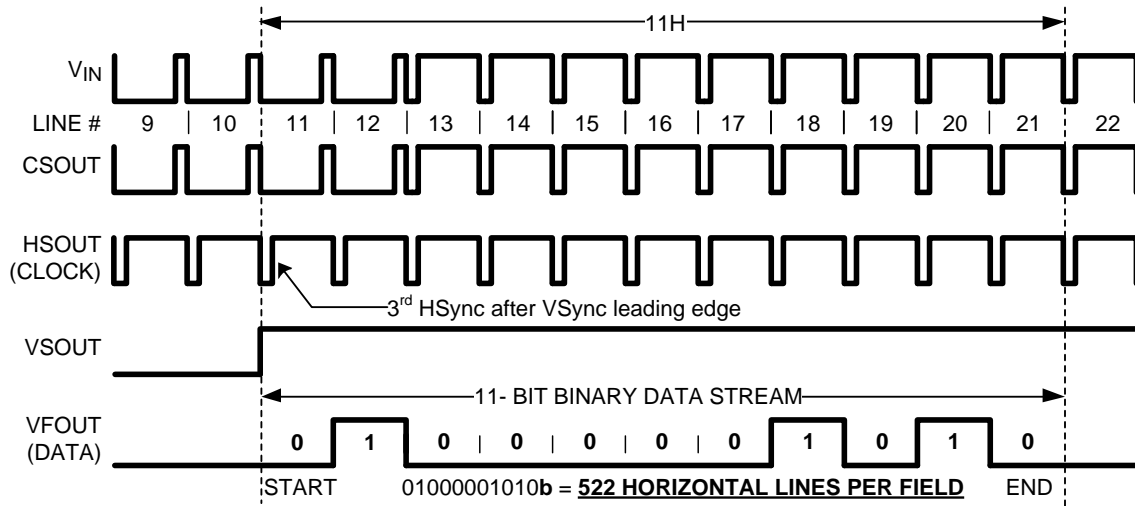 11H
VIN
LINE # 9 | 10 | 11 | 12 | 13 | 14 | 15 | 16 | 17 | 18 | 19 | 20 | 21 | 22
CSOUT
HSOUT
(CLOCK)
3rd HSync after VSync leading edge
VSOUT
11- BIT BINARY DATA STREAM
VFOUT
(DATA)
0 1 0 | 0 | 0 | 0 | 0 1 0 1 0
START 01000001010b = 522 HORIZONTAL LINES PER FIELD END